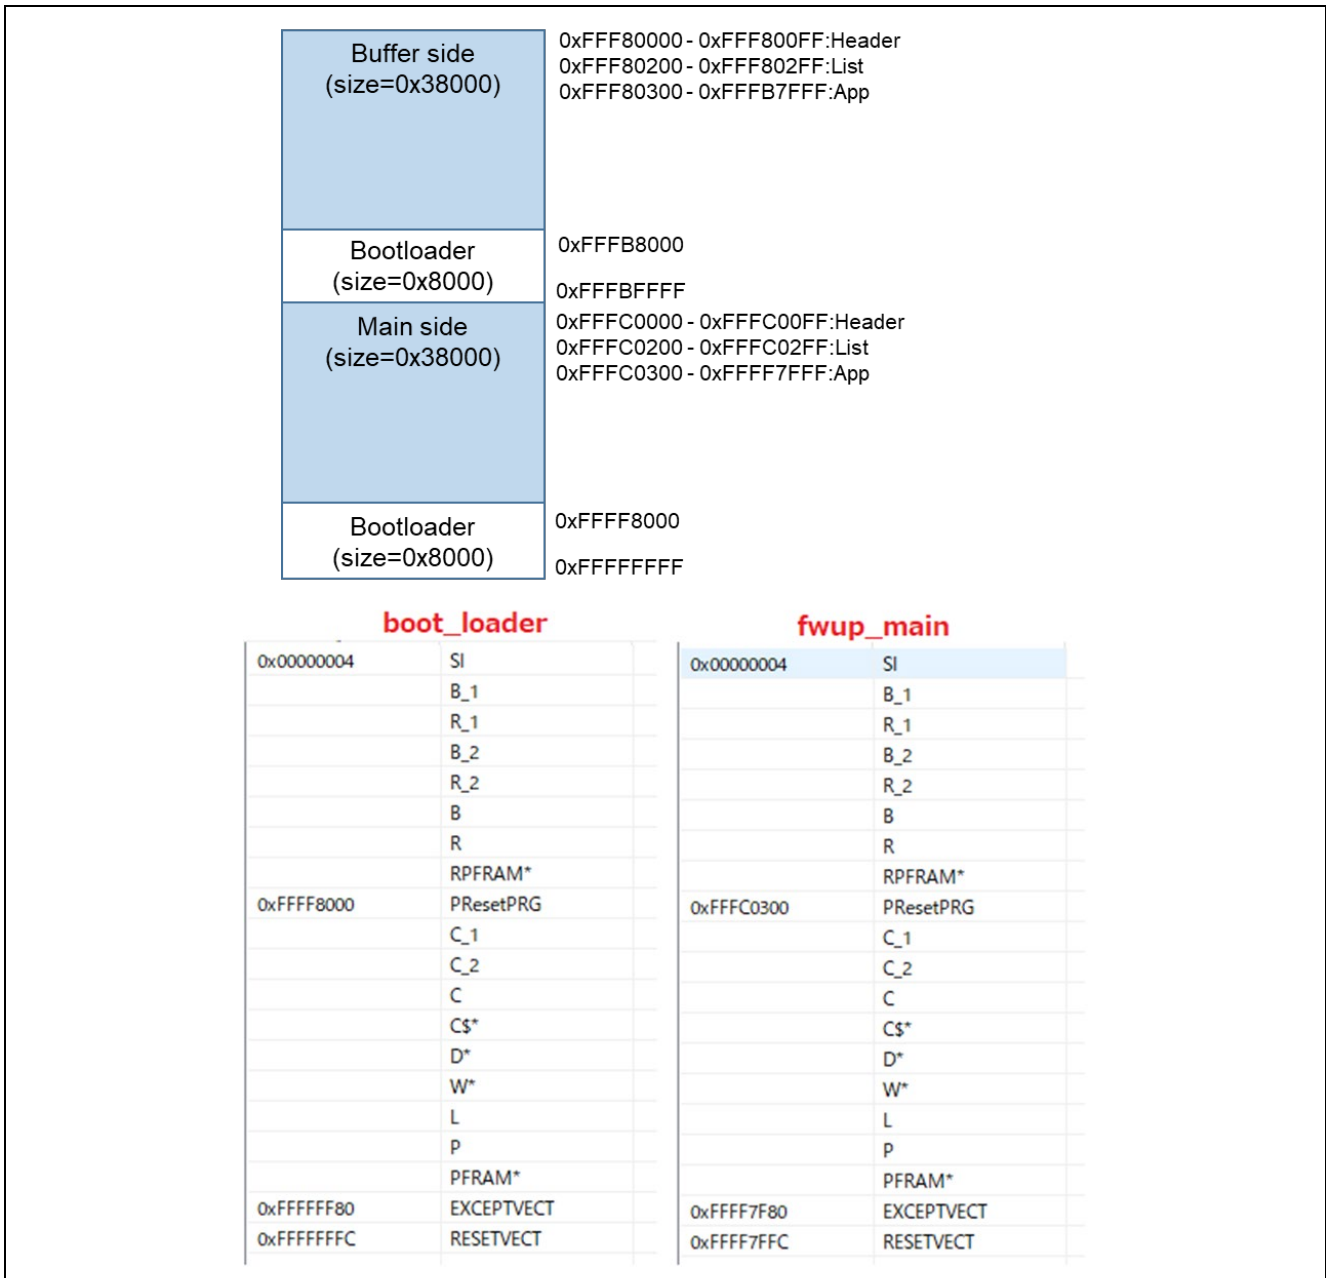 Buffer side
(size=0x38000)
0xFFF80000 - 0xFFF800FF:Header
0xFFF80200 - 0xFFF802FF:List
0xFFF80300 - 0xFFFB7FFF:App
Bootloader
(size=0x8000)
0xFFFB8000
0xFFFBFFFF
Main side
(size=0x38000)
0xFFFC0000 - 0xFFFC00FF:Header
0xFFFC0200 - 0xFFFC02FF:List
0xFFFC0300 - 0xFFFF7FFF:App
Bootloader
(size=0x8000)
0xFFFF8000
0xFFFFFFFF
boot_loader
0x00000004 SI
B_1
R_1
B_2
R_2
B
R
RPFRAM*
0xFFFF8000 PResetPRG
C_1
C_2
C
C$*
D*
W*
L
P
PFRAM*
0xFFFFFF80 EXCEPTVECT
0xFFFFFFFC RESETVECT
fwup_main
0x00000004 SI
B_1
R_1
B_2
R_2
B
R
RPFRAM*
0xFFFC0300 PResetPRG
C_1
C_2
C
C$*
D*
W*
L
P
PFRAM*
0xFFFF7F80 EXCEPTVECT
0xFFFF7FFC RESETVECT